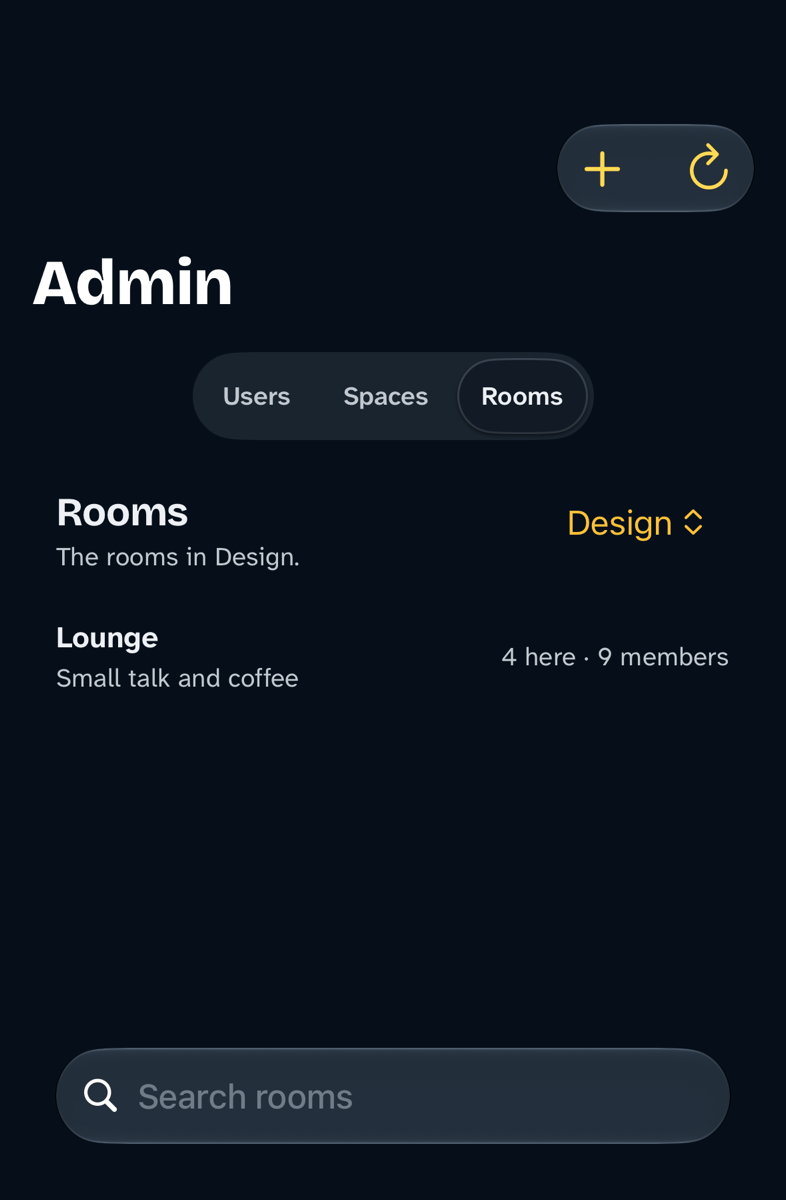 Admin
Users Spaces Rooms
Rooms
Design
The rooms in Design.
Lounge
Small talk and coffee
4 here · 9 members
Search rooms